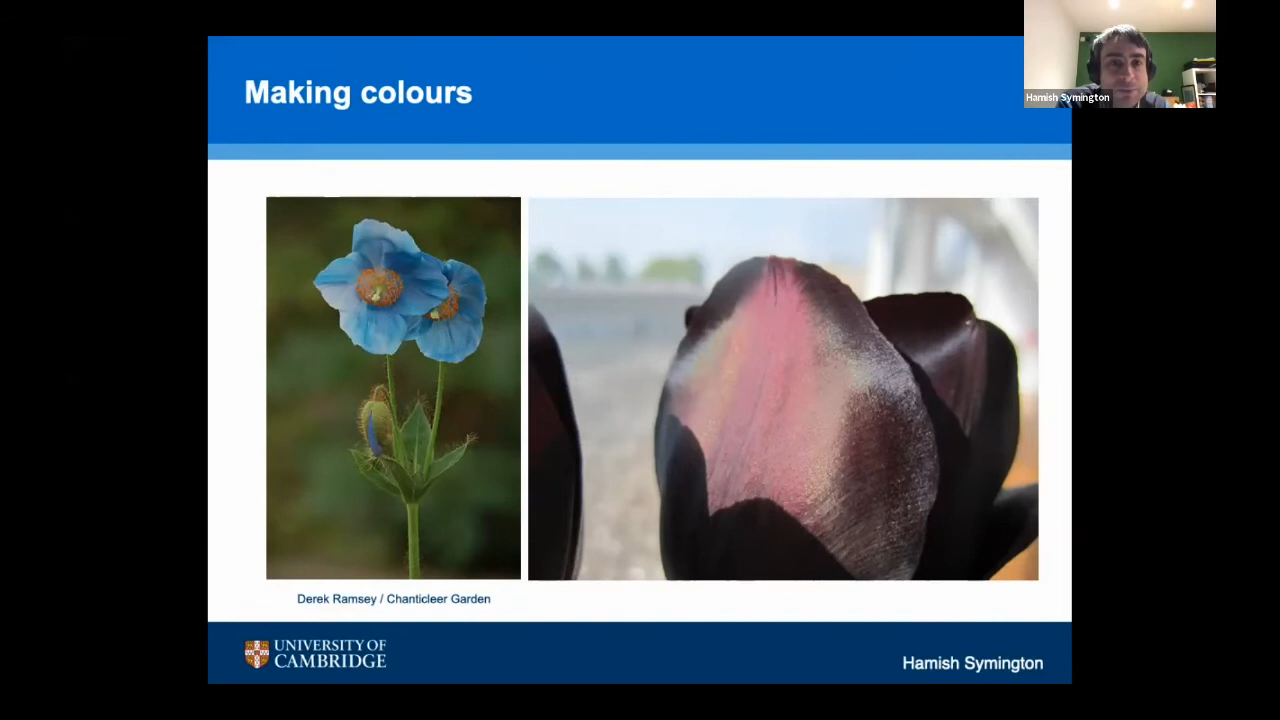 Making colours
Hamish Symington
Derek Ramsey / Chanticleer Garden
UNIVERSITY OF
CAMBRIDGE
Hamish Symington